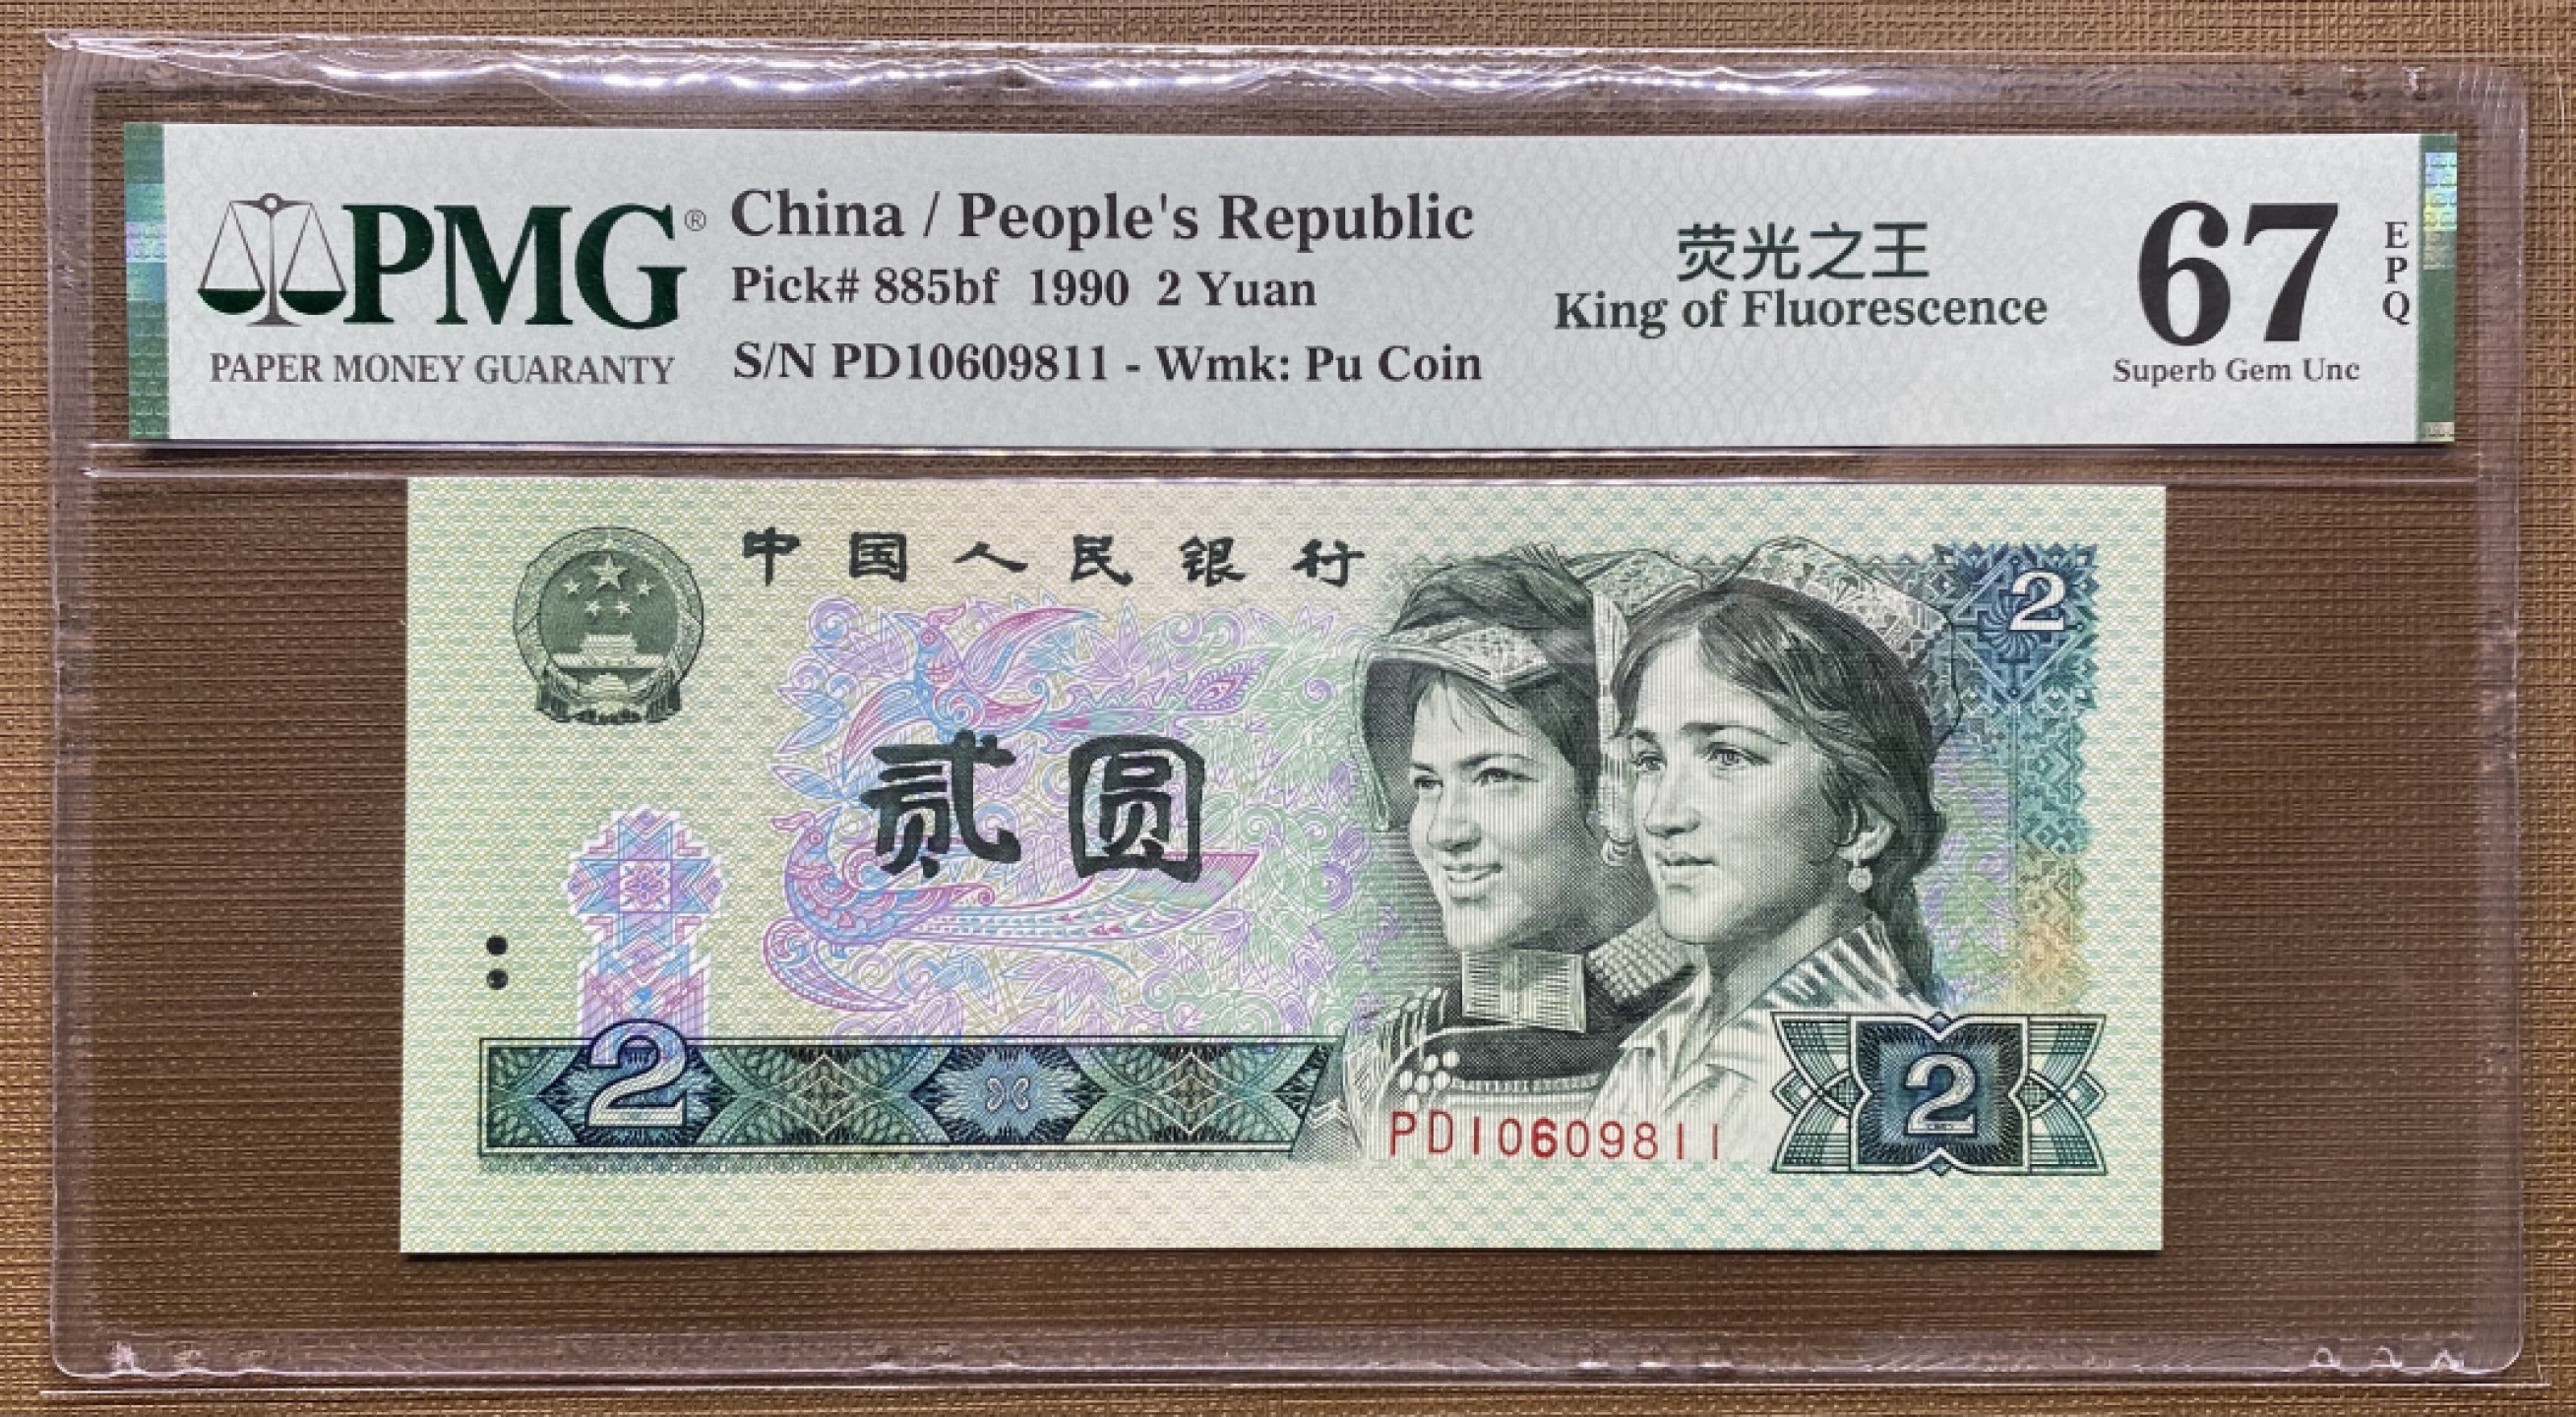 PMG®
PAPER MONEY GUARANTY
China / People's Republic
Pick# 885bf 1990 2 Yuan
S/N PD10609811 - Wmk: Pu Coin
荧光之王
King of Fluorescence
67
EPQ
Superb Gem Unc
中国人民银行
2
贰圆
2
PD10609811
2